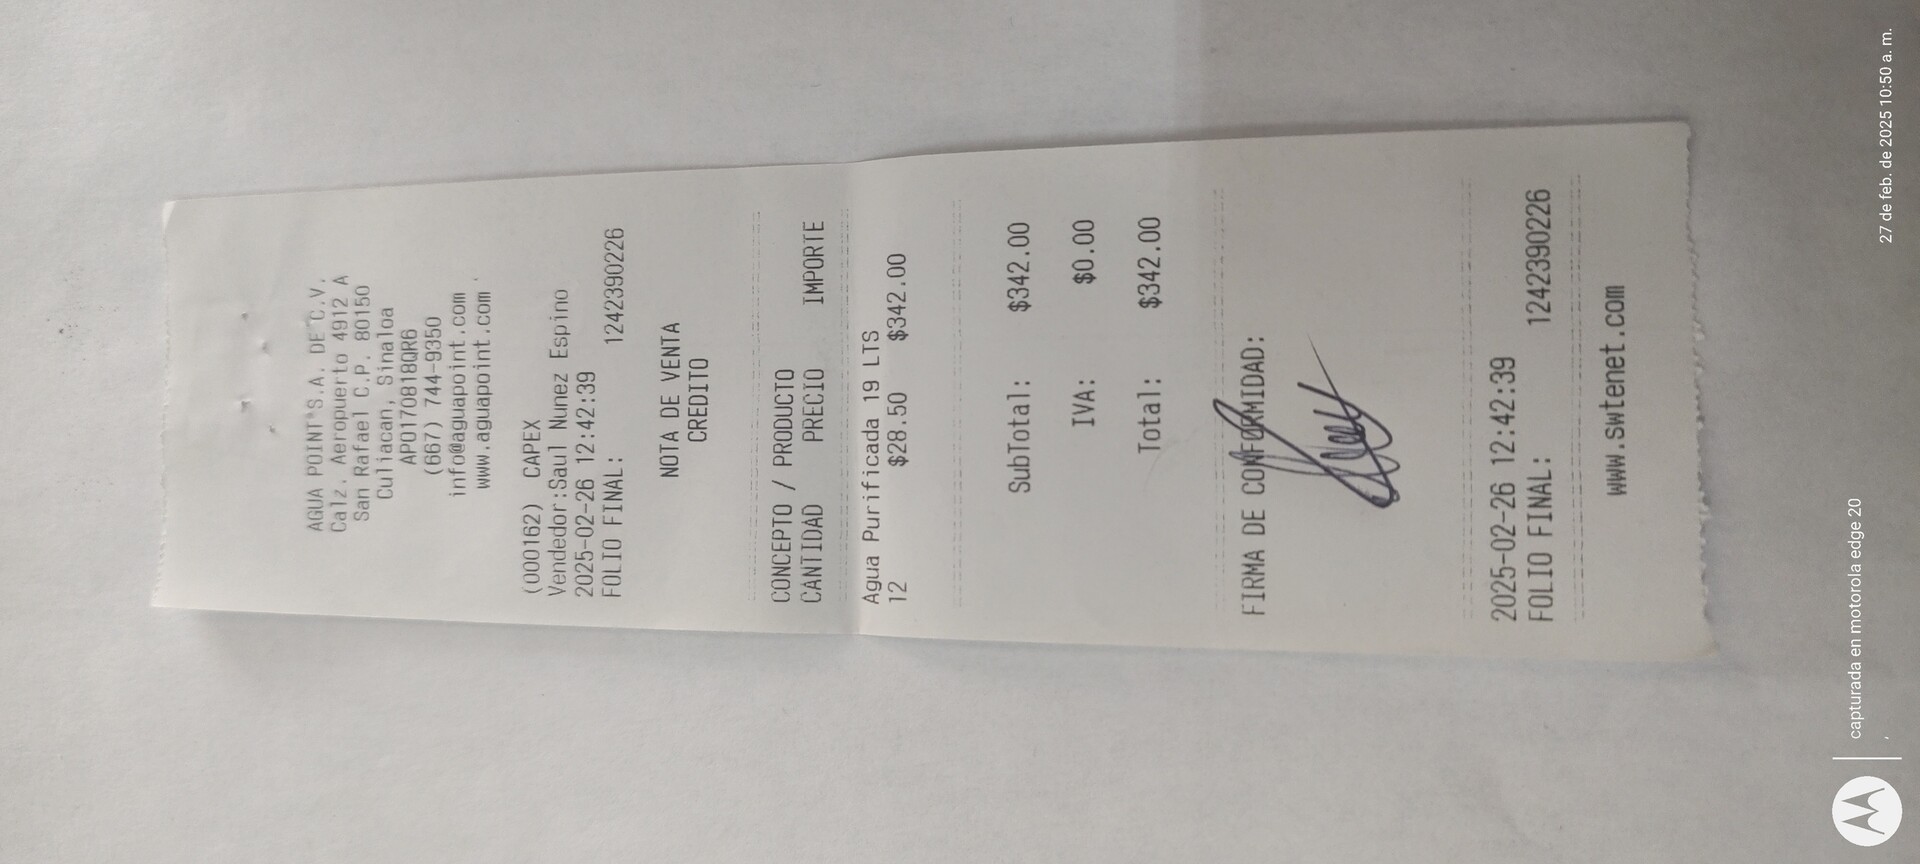 AGUA POINT S.A. DE C.V.
Calz. Aeropuerto 4912 A
San Rafael C.P. 80150
Culiacan, Sinaloa
APO170818QR6
(667) 744-9350
info@aguapoint.com
www.aguapoint.com
(000162) CAPEX
Vendedor:Saul Nunez Espino
2025-02-26 12:42:39
FOLIO FINAL: 1242390226
NOTA DE VENTA
CREDITO
CONCEPTO / PRODUCTO
CANTIDAD PRECIO IMPORTE
Agua Purificada 19 LTS
12 $28.50 $342.00
SubTotal: $342.00
IVA: $0.00
Total: $342.00
FIRMA DE CONFORMIDAD:
2025-02-26 12:42:39
FOLIO FINAL: 1242390226
www.swtenet.com
capturada en motorola edge 20
27 de feb. de 2025 10:50 a. m.